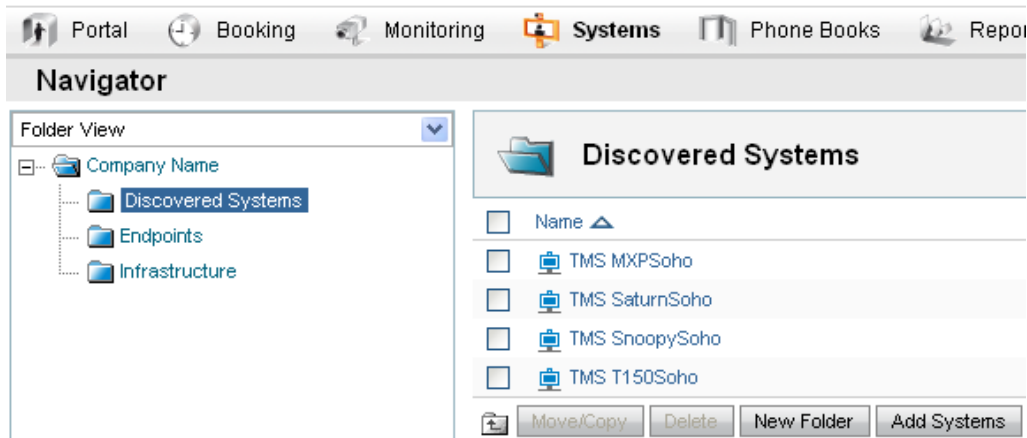 Portal Booking Monitoring Systems Phone Books Repor
Navigator
Folder View
Company Name
Discovered Systems
Endpoints
Infrastructure
Discovered Systems
Name
TMS MXPSoho
TMS SaturnSoho
TMS SnoopySoho
TMS T150Soho
Move/Copy Delete New Folder Add Systems